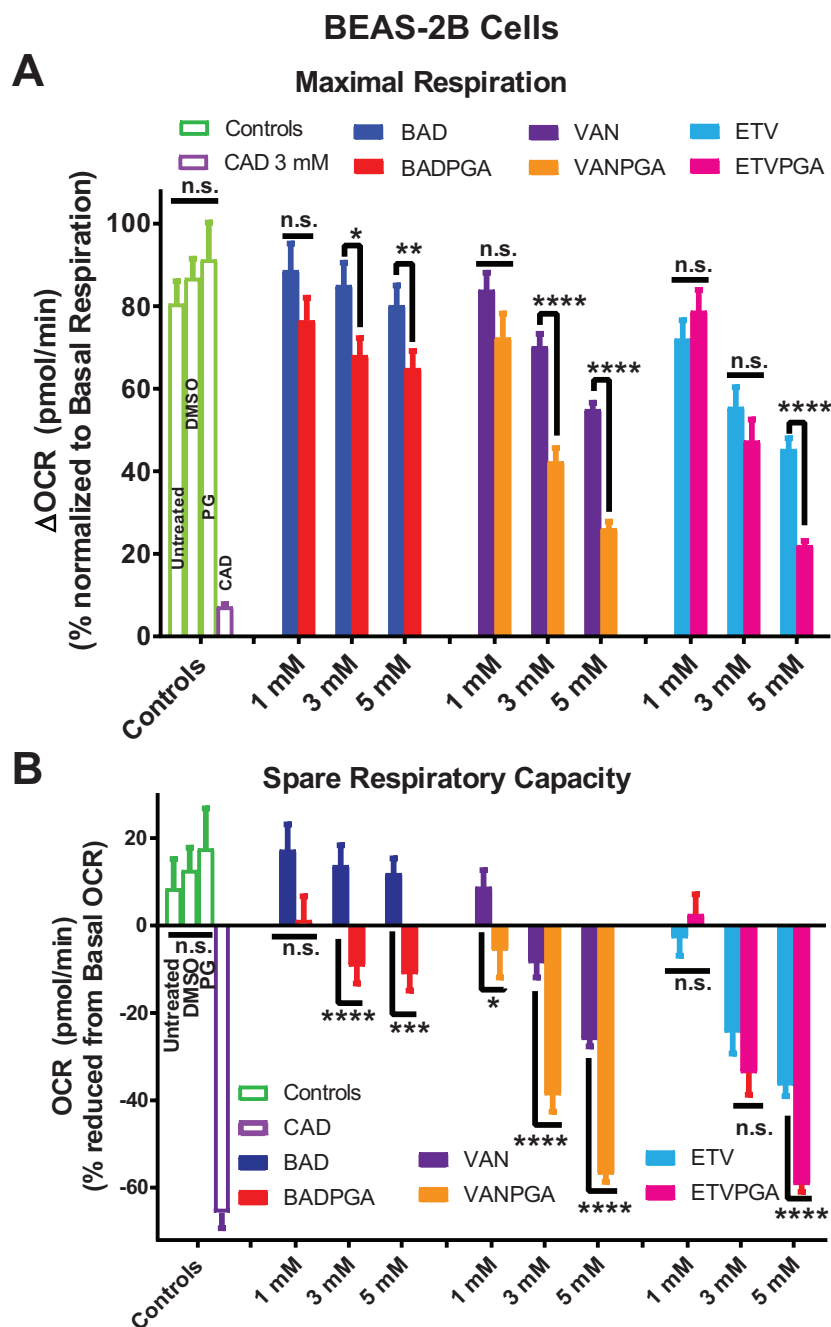 BEAS-2B Cells
A
Maximal Respiration
Controls
BAD
VAN
ETV
CAD 3 mM
BADPGA
VANPGA
ETVPGA
ΔOCR (pmol/min)
(% normalized to Basal Respiration)
100
80
60
40
20
0
n.s.
Untreated
DMSO
PG
CAD
n.s.
*
**
n.s.
****
****
n.s.
n.s.
****
Controls
1 mM
3 mM
5 mM
1 mM
3 mM
5 mM
1 mM
3 mM
5 mM
B
Spare Respiratory Capacity
OCR (pmol/min)
(% reduced from Basal OCR)
20
0
-20
-40
-60
n.s.
Untreated
DMSO
PG
n.s.
****
***
*
****
****
n.s.
n.s.
****
Controls
CAD
BAD
BADPGA
VAN
VANPGA
ETV
ETVPGA
Controls
1 mM
3 mM
5 mM
1 mM
3 mM
5 mM
1 mM
3 mM
5 mM